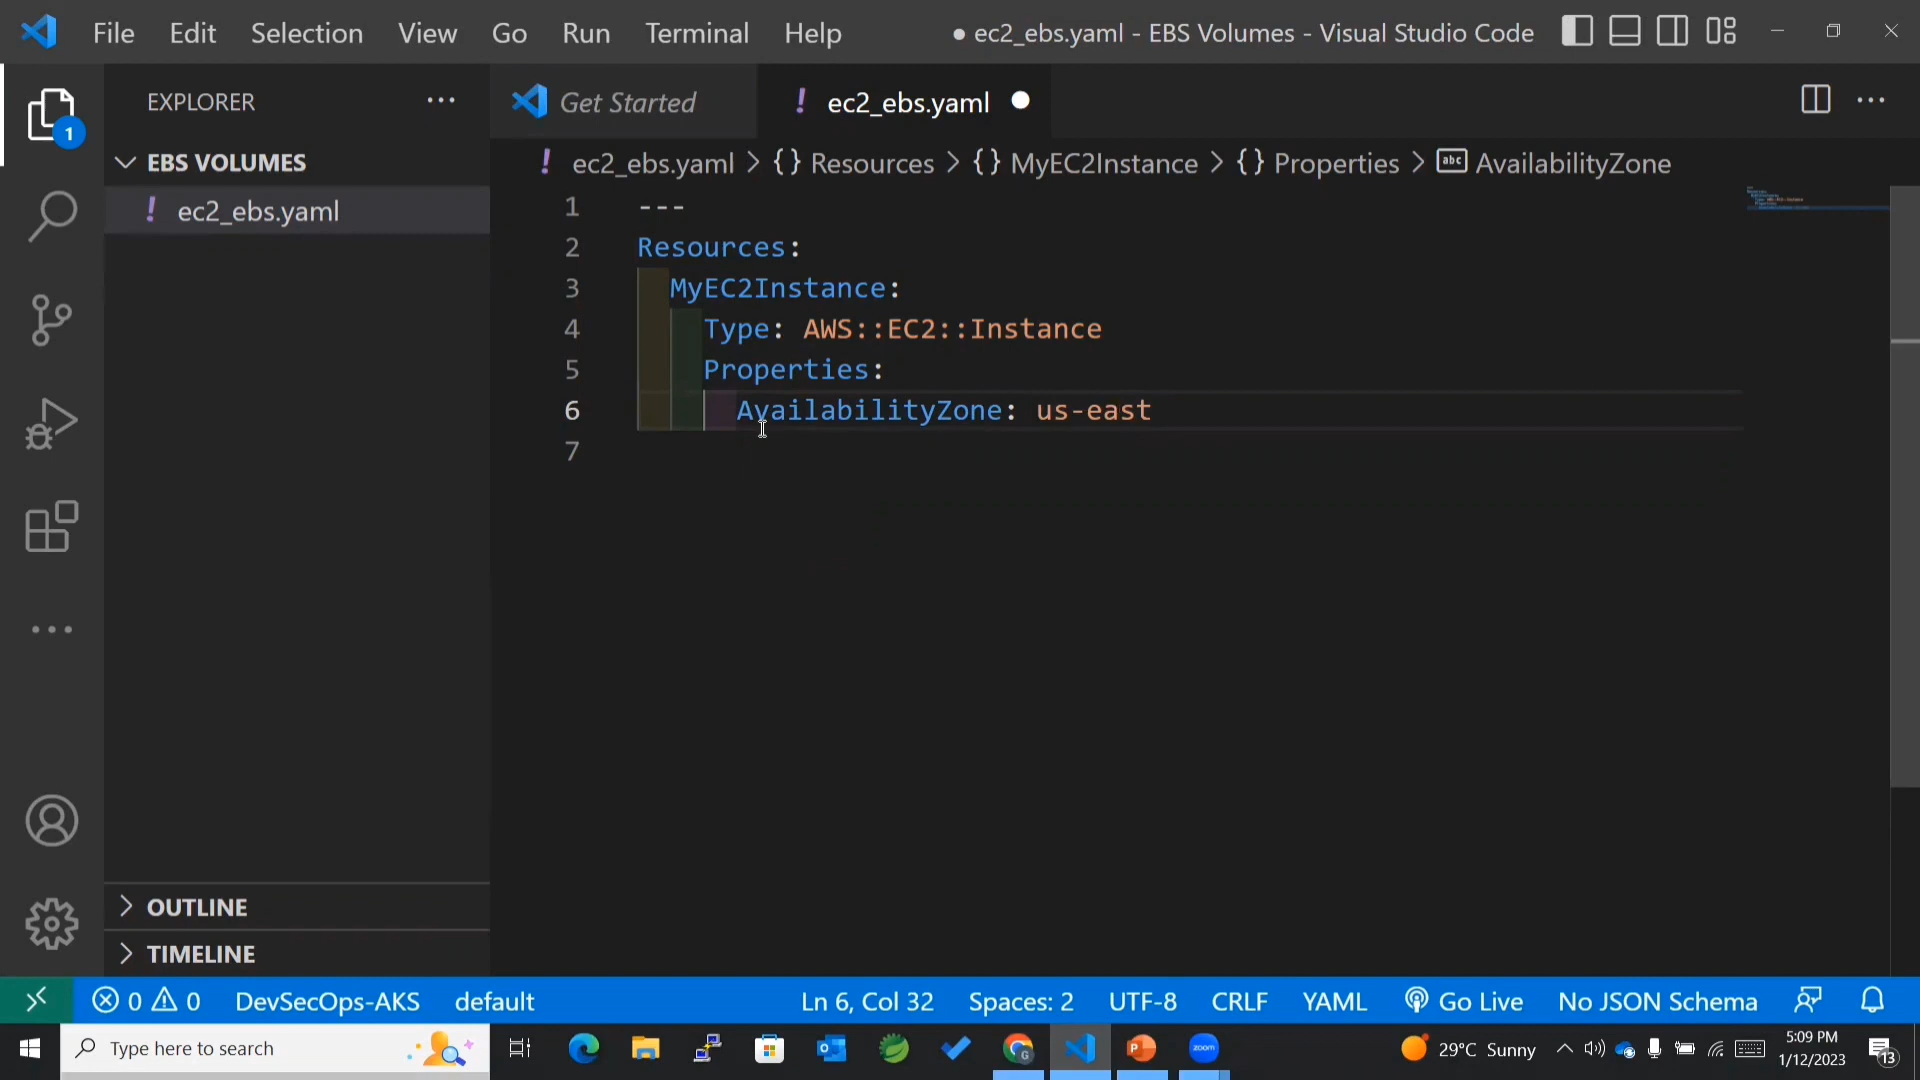 File Edit Selection View Go Run Terminal Help ● ec2_ebs.yaml - EBS Volumes - Visual Studio Code
EXPLORER
1
EBS VOLUMES
! ec2_ebs.yaml
OUTLINE
TIMELINE
Get Started
! ec2_ebs.yaml ●
! ec2_ebs.yaml > {} Resources > {} MyEC2Instance > {} Properties > abc AvailabilityZone
1 ---
2 Resources:
3 MyEC2Instance:
4 Type: AWS::EC2::Instance
5 Properties:
6 AvailabilityZone: us-east
7
0 0 DevSecOps-AKS default Ln 6, Col 32 Spaces: 2 UTF-8 CRLF YAML Go Live No JSON Schema
Type here to search
zoom
29°C Sunny
5:09 PM
1/12/2023
13